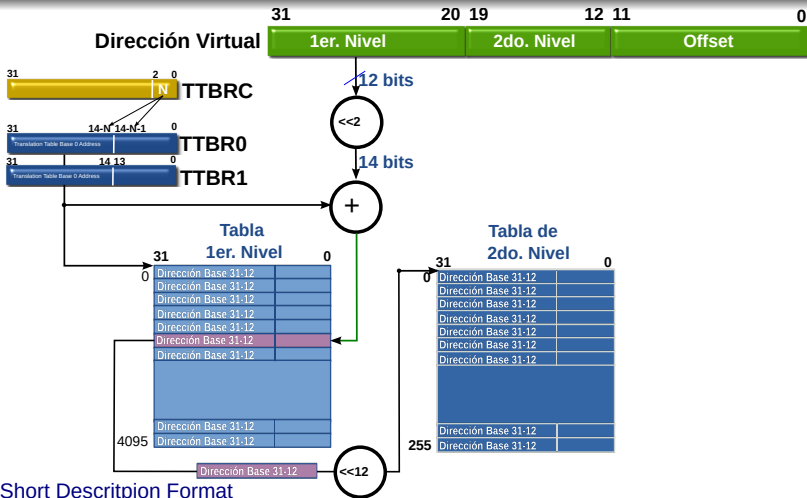 31 20 19 12 11 0
Dirección Virtual 1er. Nivel 2do. Nivel Offset
12 bits
31 2 0
N TTBRC
<<2
31 14-N 14-N-1 0
Translation Table Base 0 Address TTBR0
14 bits
31 14 13 0
Translation Table Base 0 Address TTBR1
+
Tabla
1er. Nivel
31 0
0 Dirección Base 31-12
Dirección Base 31-12
Dirección Base 31-12
Dirección Base 31-12
Dirección Base 31-12
Dirección Base 31-12
Dirección Base 31-12
Dirección Base 31-12
4095 Dirección Base 31-12
Tabla de
2do. Nivel
31 0
0 Dirección Base 31-12
Dirección Base 31-12
Dirección Base 31-12
Dirección Base 31-12
Dirección Base 31-12
Dirección Base 31-12
Dirección Base 31-12
Dirección Base 31-12
255 Dirección Base 31-12
Dirección Base 31-12 <<12
Short Descritpion Format